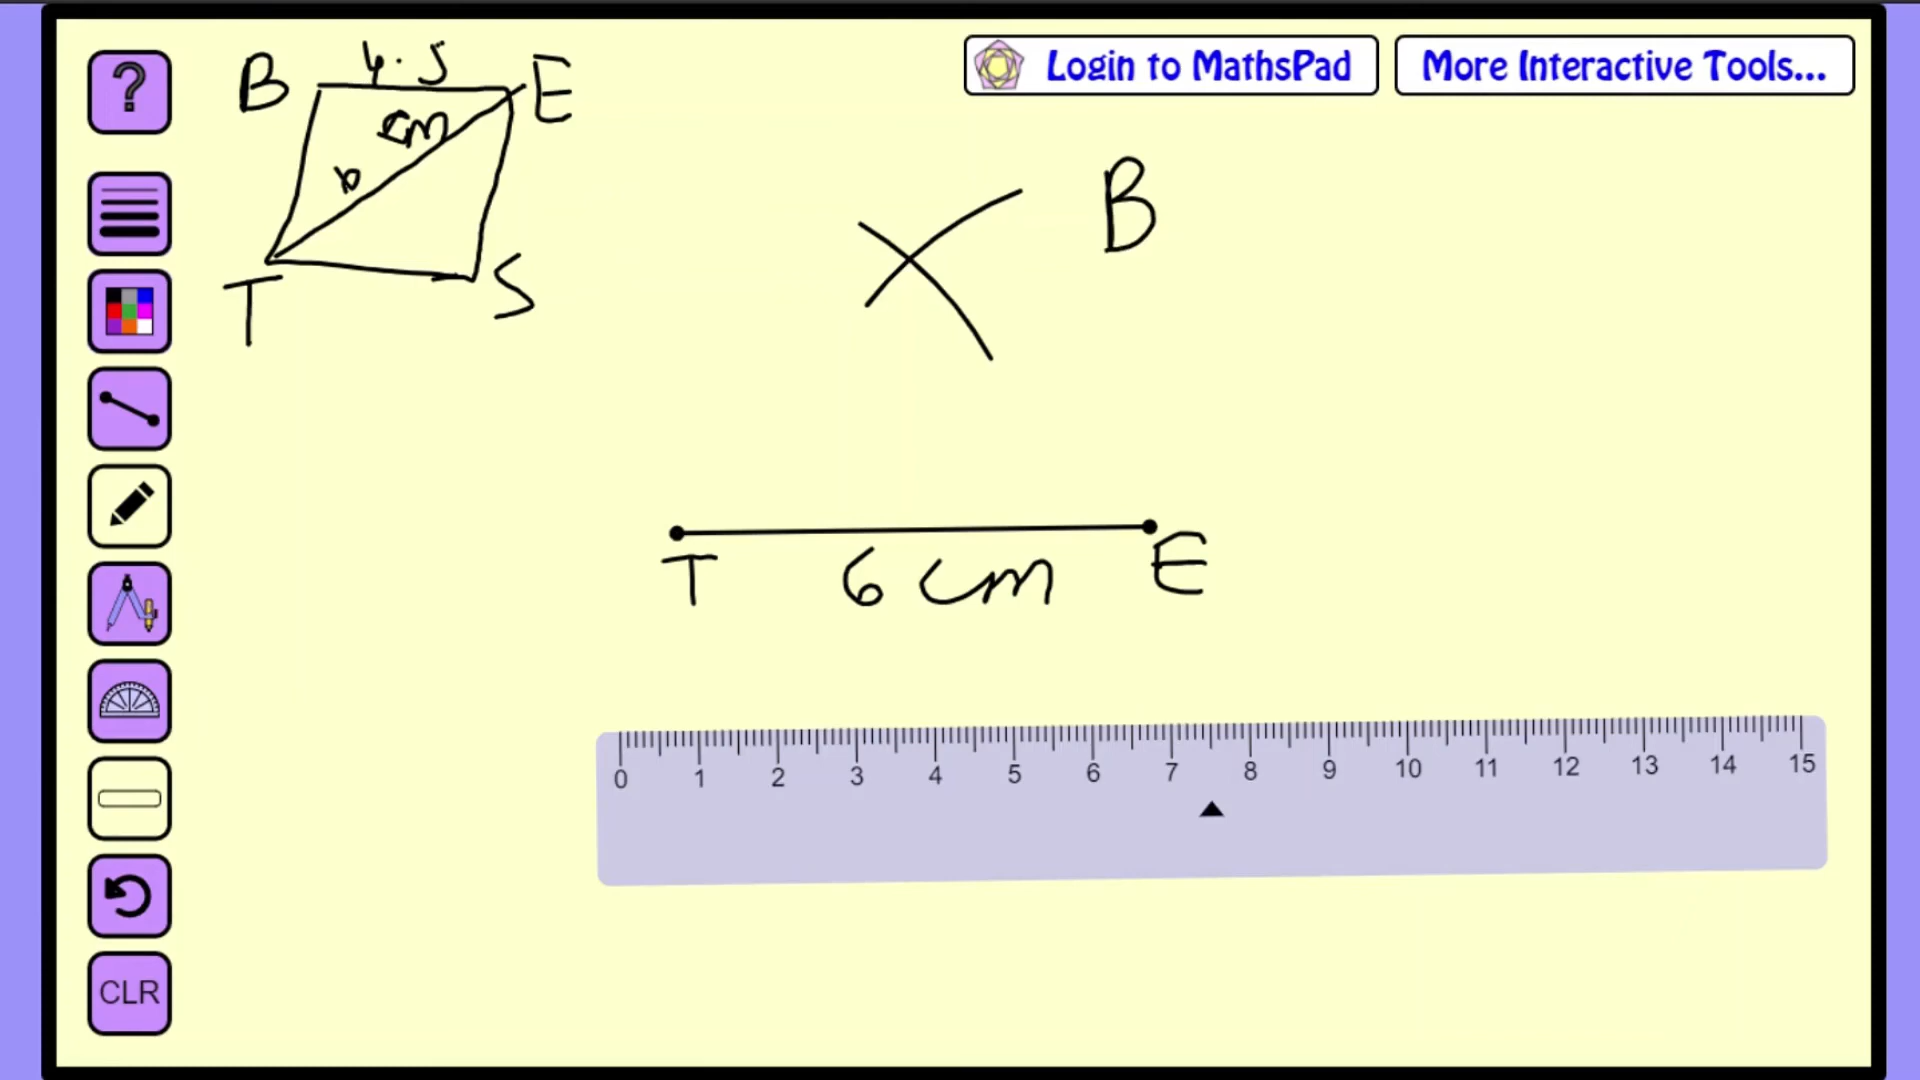 ?
Login to MathsPad
More Interactive Tools...
B 4.5 E
cm
6
T S
B
T 6 cm E
0 1 2 3 4 5 6 7 8 9 10 11 12 13 14 15
CLR